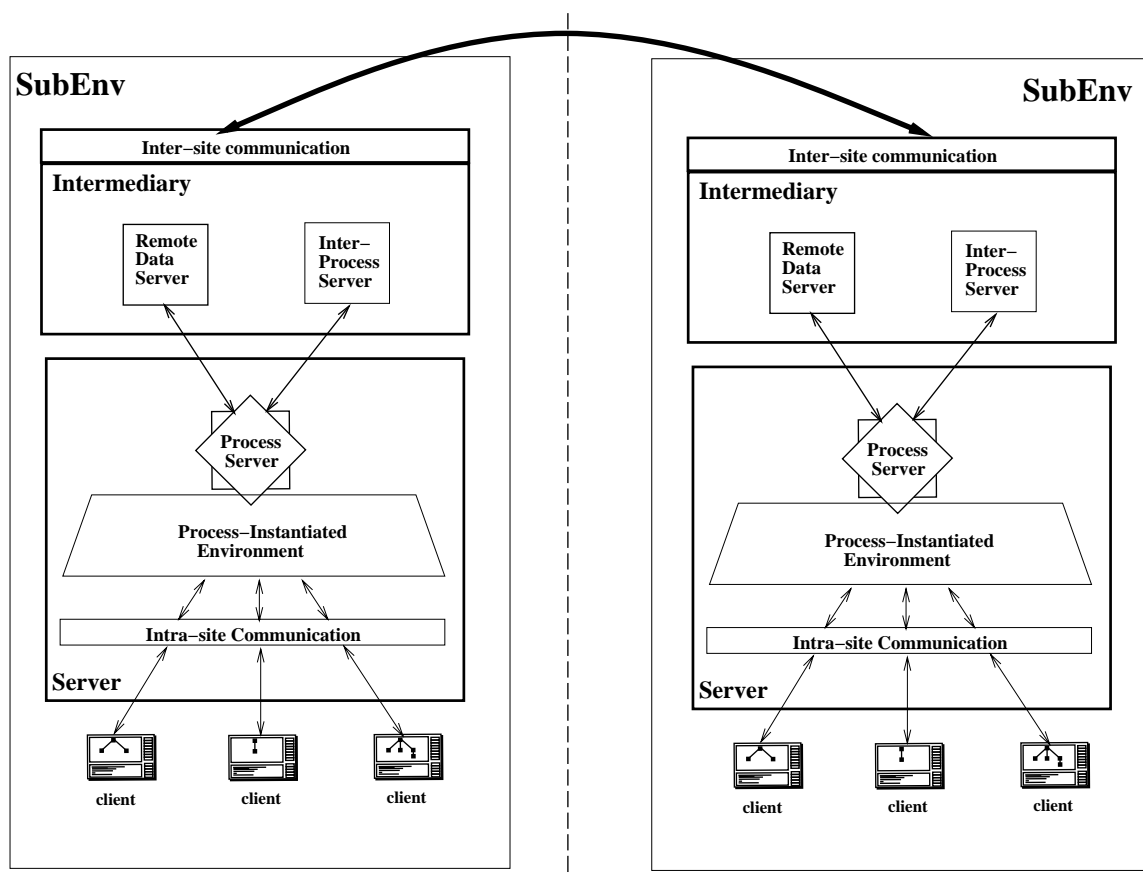 SubEnv
Inter−site communication
Intermediary
Remote
Data
Server
Inter−
Process
Server
Process
Server
Process−Instantiated
Environment
Intra-site Communication
Server
client
client
client
SubEnv
Inter−site communication
Intermediary
Remote
Data
Server
Inter−
Process
Server
Process
Server
Process−Instantiated
Environment
Intra-site Communication
Server
client
client
client